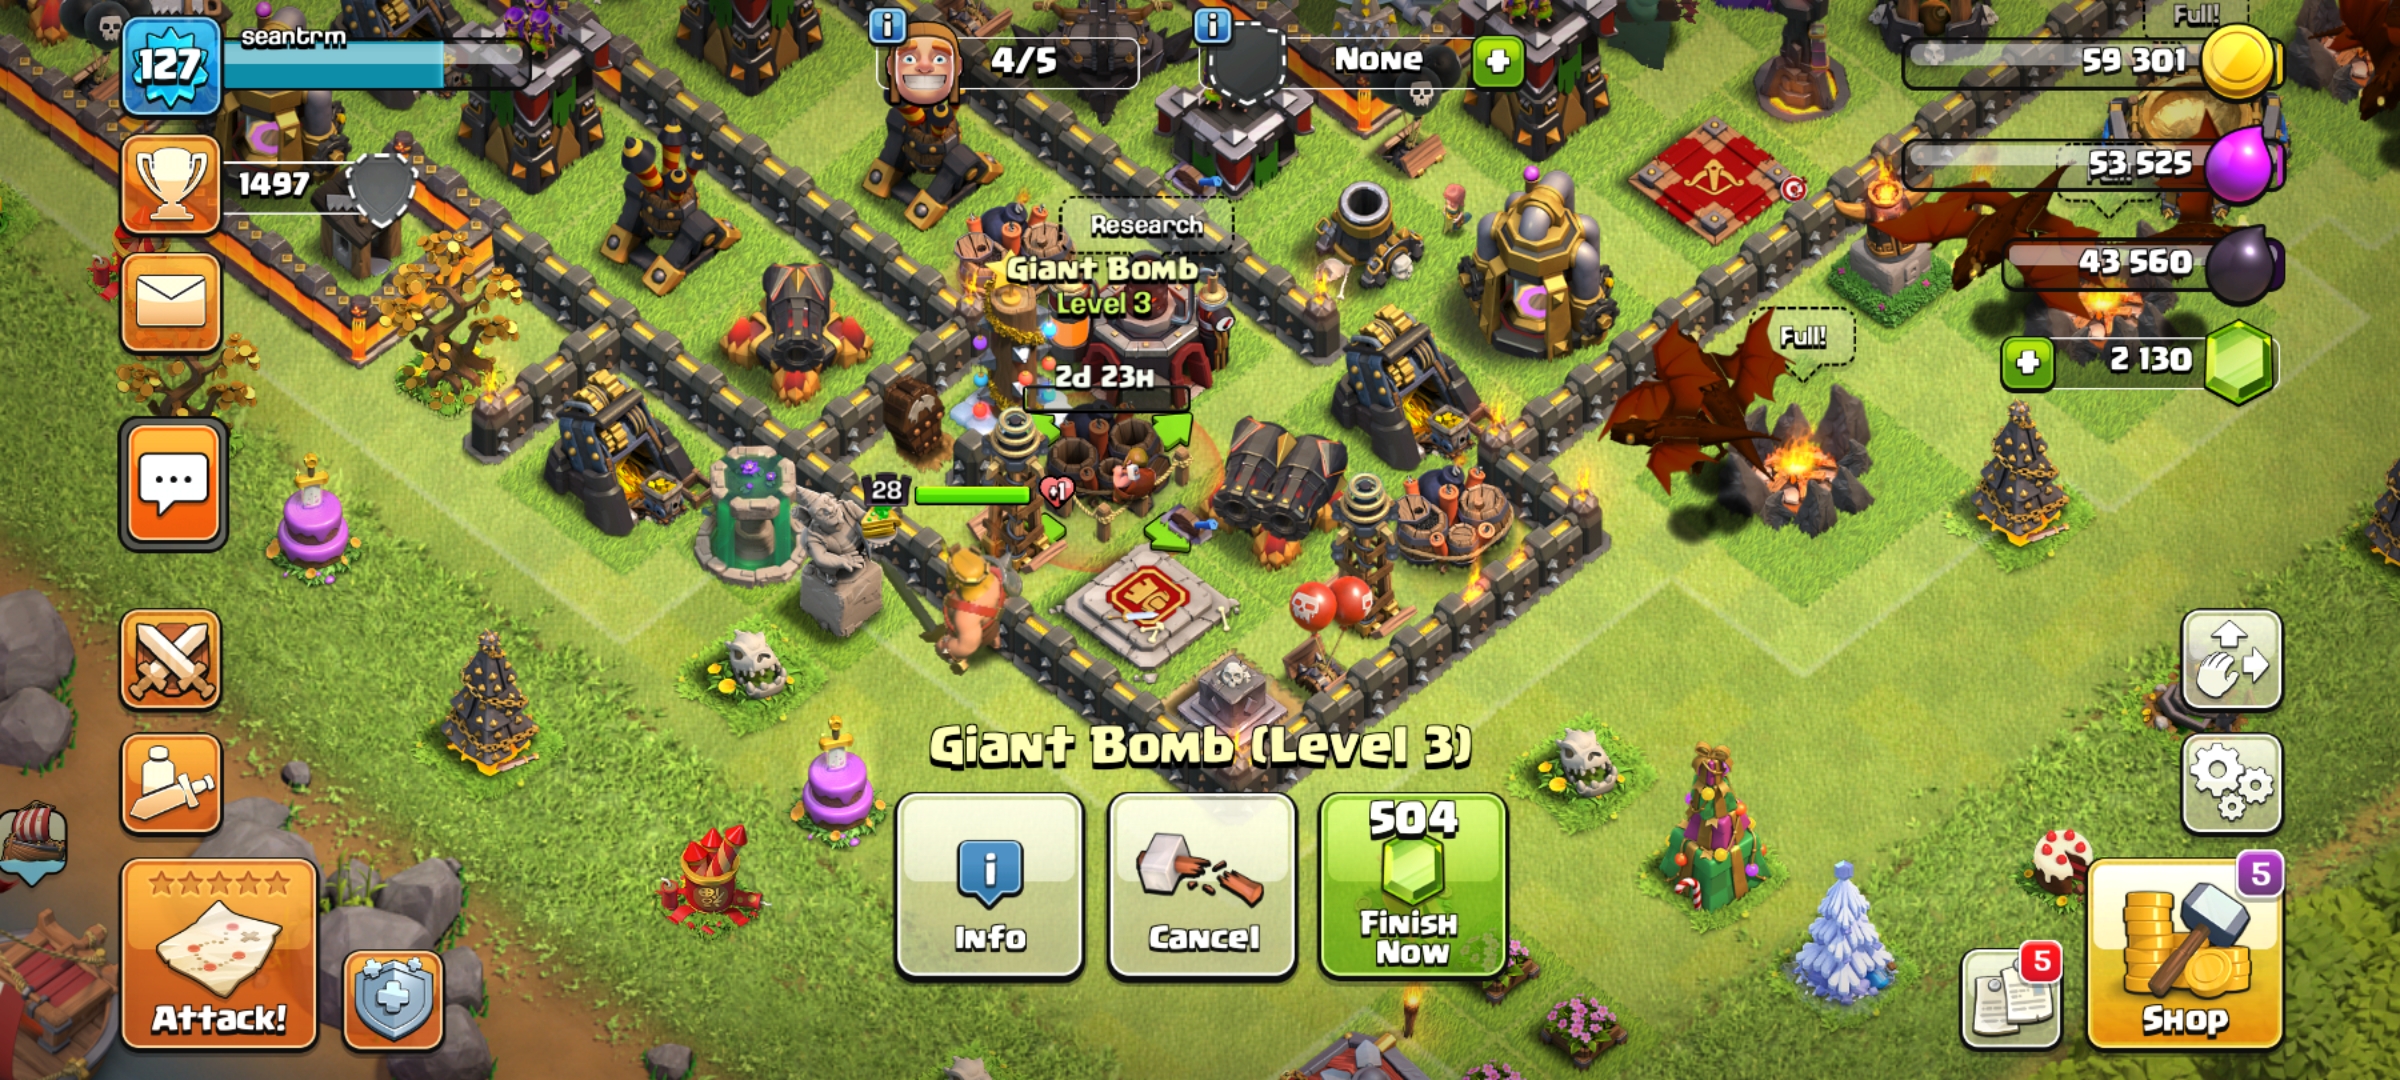 127
seantrm
4/5
None
Full!
59 301
1497
53 525
Research
43 560
Giant Bomb
Level 3
Full!
2 130
2d 23H
28
+1
Giant Bomb (Level 3)
504
Info
Cancel
Finish
Now
5
5
Attack!
Shop